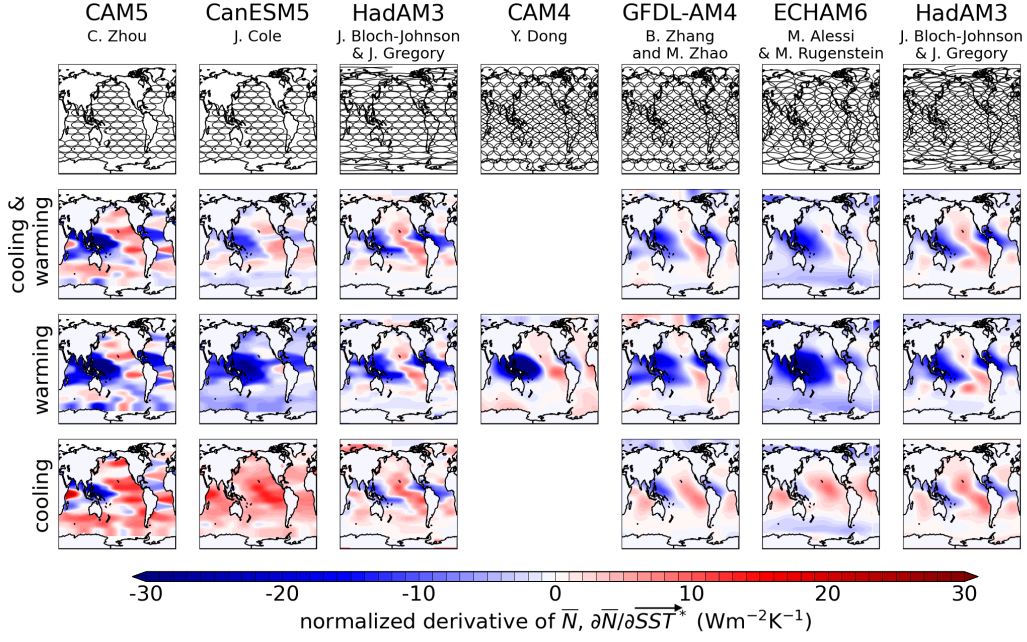 CAM5 CanESM5 HadAM3 CAM4 GFDL-AM4 ECHAM6 HadAM3
C. Zhou J. Cole J. Bloch-Johnson Y. Dong B. Zhang M. Alessi J. Bloch-Johnson
& J. Gregory and M. Zhao & M. Rugenstein & J. Gregory
cooling &
warming
warming
cooling
-30 -20 -10 0 10 20 30
normalized derivative of N̅, ∂N̅/∂SST⃗* (Wm⁻²K⁻¹)